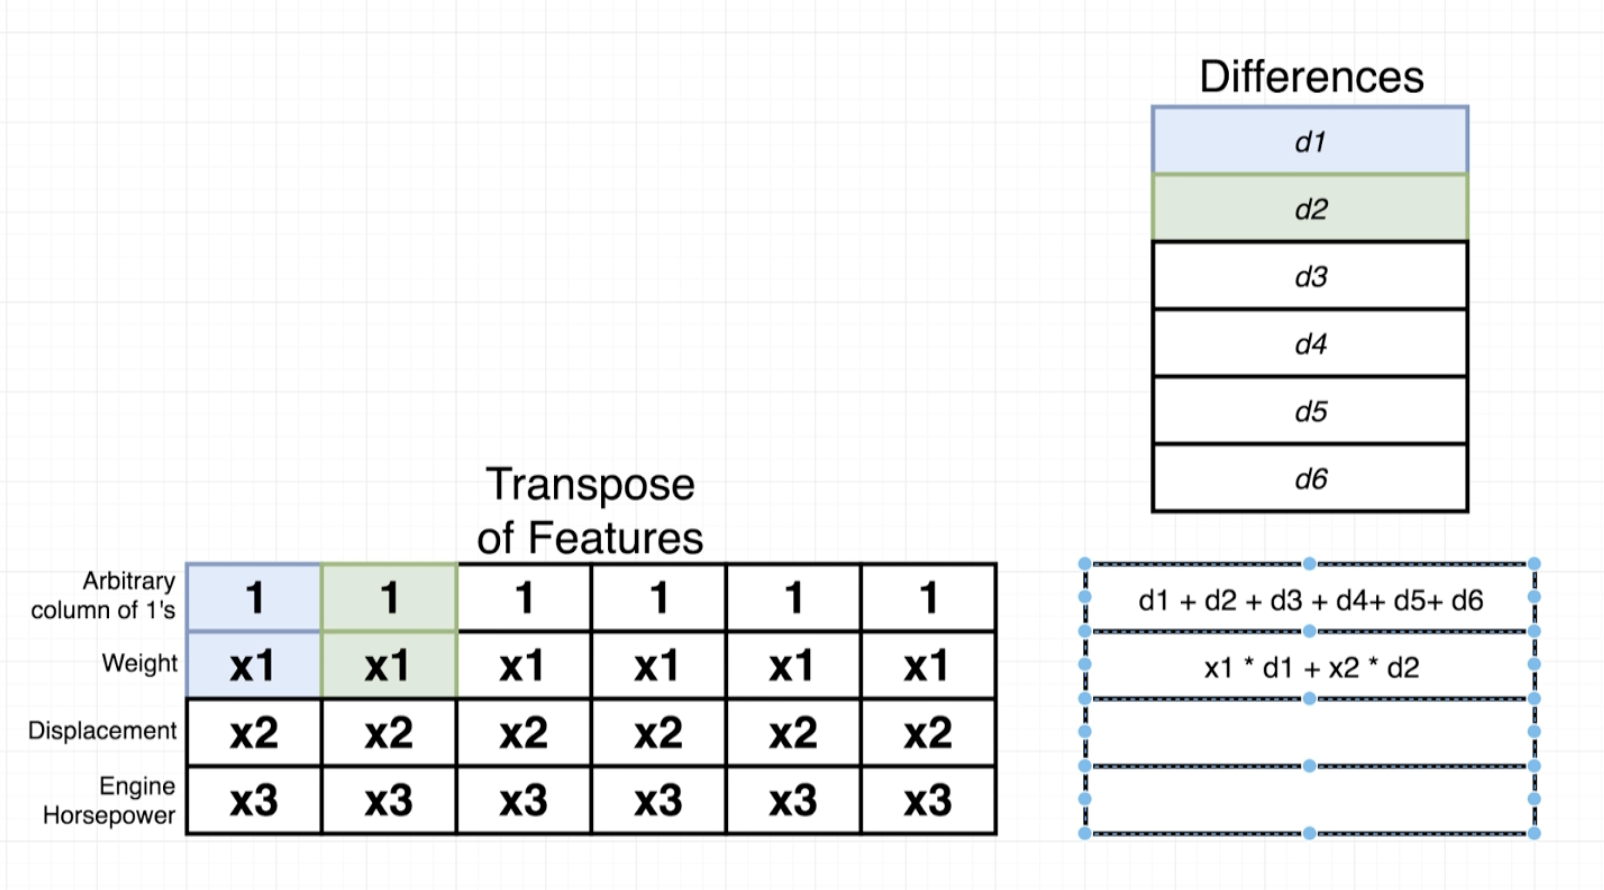 Differences
d1
d2
d3
d4
d5
d6
Transpose
of Features
Arbitrary
column of 1's
1 1 1 1 1 1
d1 + d2 + d3 + d4+ d5+ d6
Weight
x1 x1 x1 x1 x1 x1
x1 * d1 + x2 * d2
Displacement
x2 x2 x2 x2 x2 x2
Engine
Horsepower
x3 x3 x3 x3 x3 x3